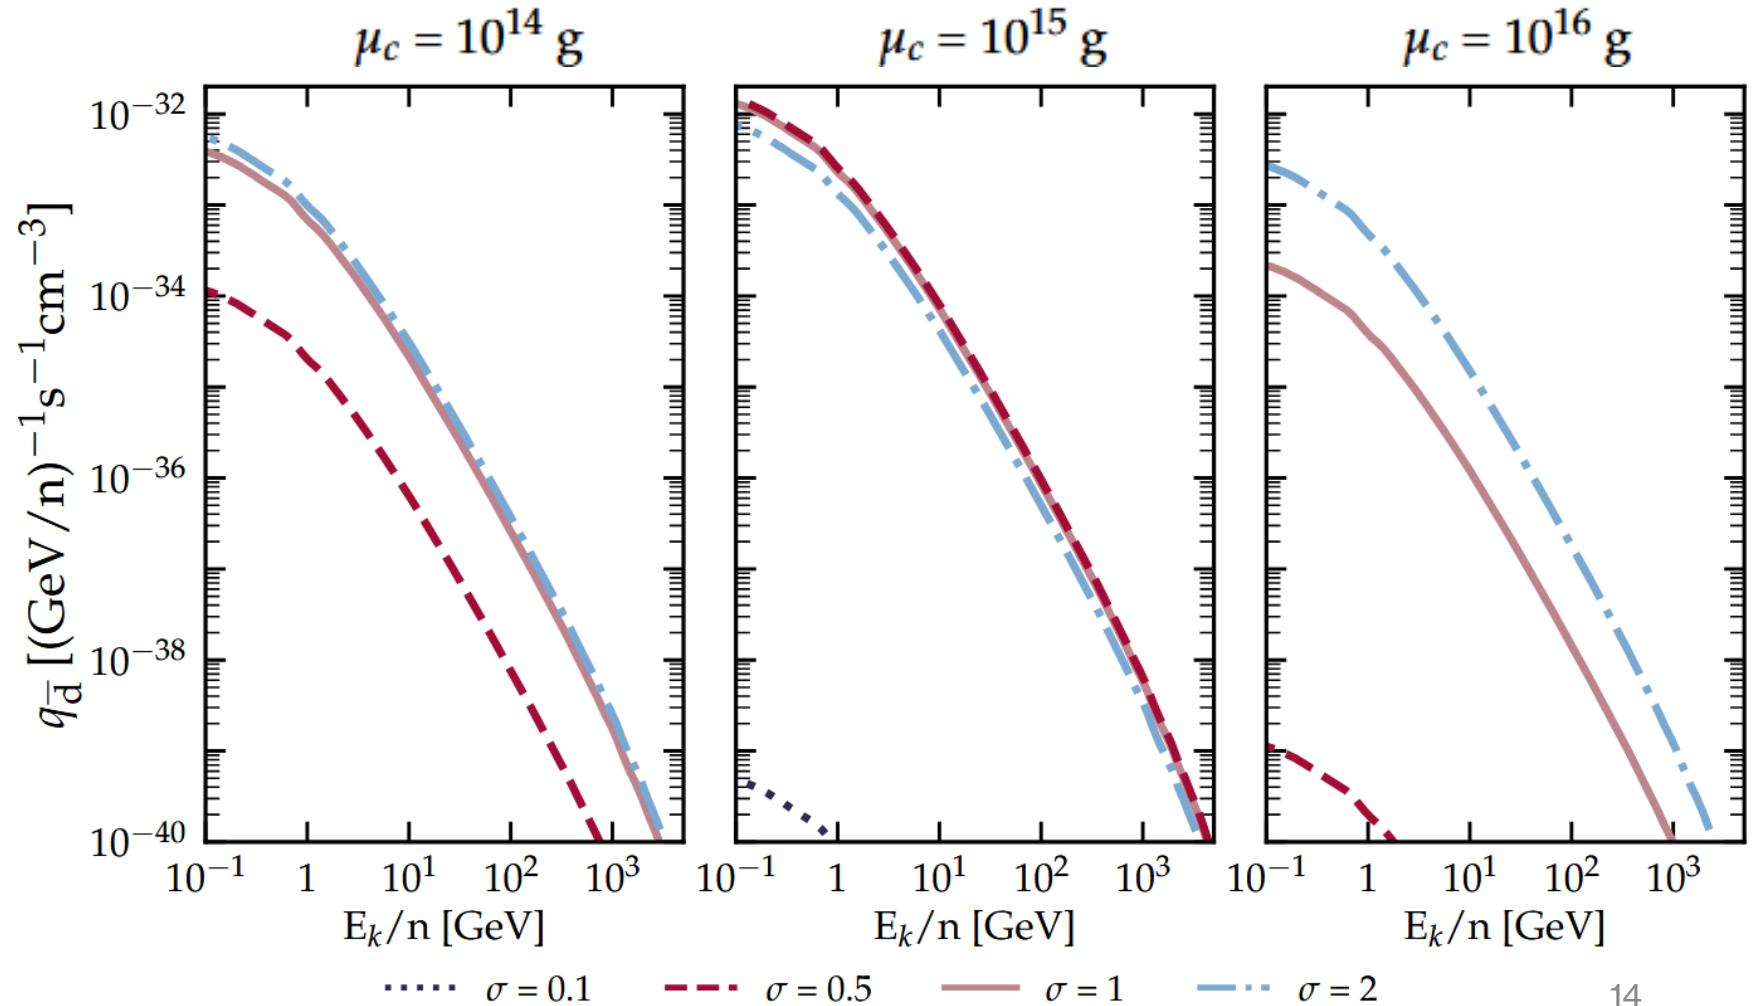 μ_c = 10^14 g
μ_c = 10^15 g
μ_c = 10^16 g
q_d̄ [(GeV/n)^−1 s^−1 cm^−3]
10^−32
10^−34
10^−36
10^−38
10^−40
10^−1 1 10^1 10^2 10^3
10^−1 1 10^1 10^2 10^3
10^−1 1 10^1 10^2 10^3
E_k/n [GeV]
E_k/n [GeV]
E_k/n [GeV]
σ = 0.1
σ = 0.5
σ = 1
σ = 2
14